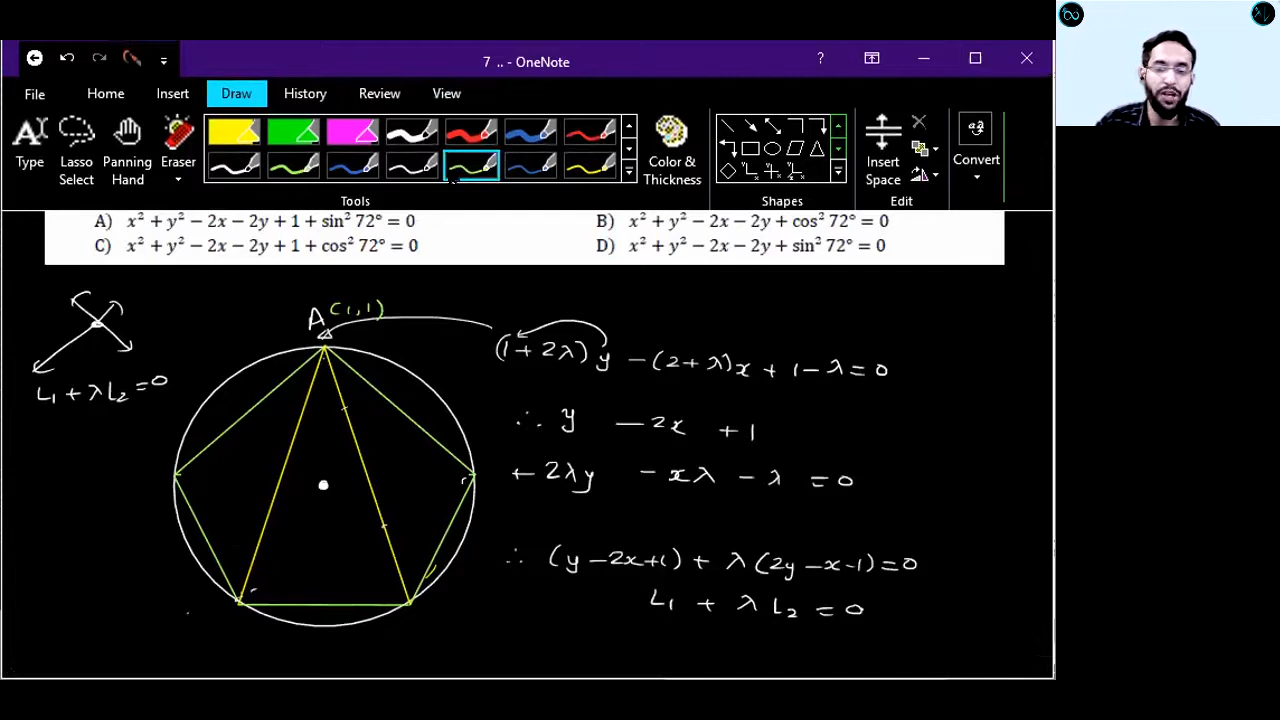 7 .. - OneNote
?
File Home Insert Draw History View
Type
Lasso Select
Panning Hand
Eraser
Color & Thickness
Insert Space
Convert
Tools
Shapes
Edit
A) x² + y² − 2x − 2y + 1 + sin² 72° = 0
B) x² + y² − 2x − 2y + cos² 72° = 0
C) x² + y² − 2x − 2y + 1 + cos² 72° = 0
D) x² + y² − 2x − 2y + sin² 72° = 0
L₁ + λL₂ = 0
A (1,1)
(1 + 2λ) y − (2 + λ)x + 1 − λ = 0
∴ y − 2x + 1
+ 2λy − xλ − λ = 0
∴ (y − 2x + 1) + λ (2y − x − 1) = 0
L₁ + λ L₂ = 0